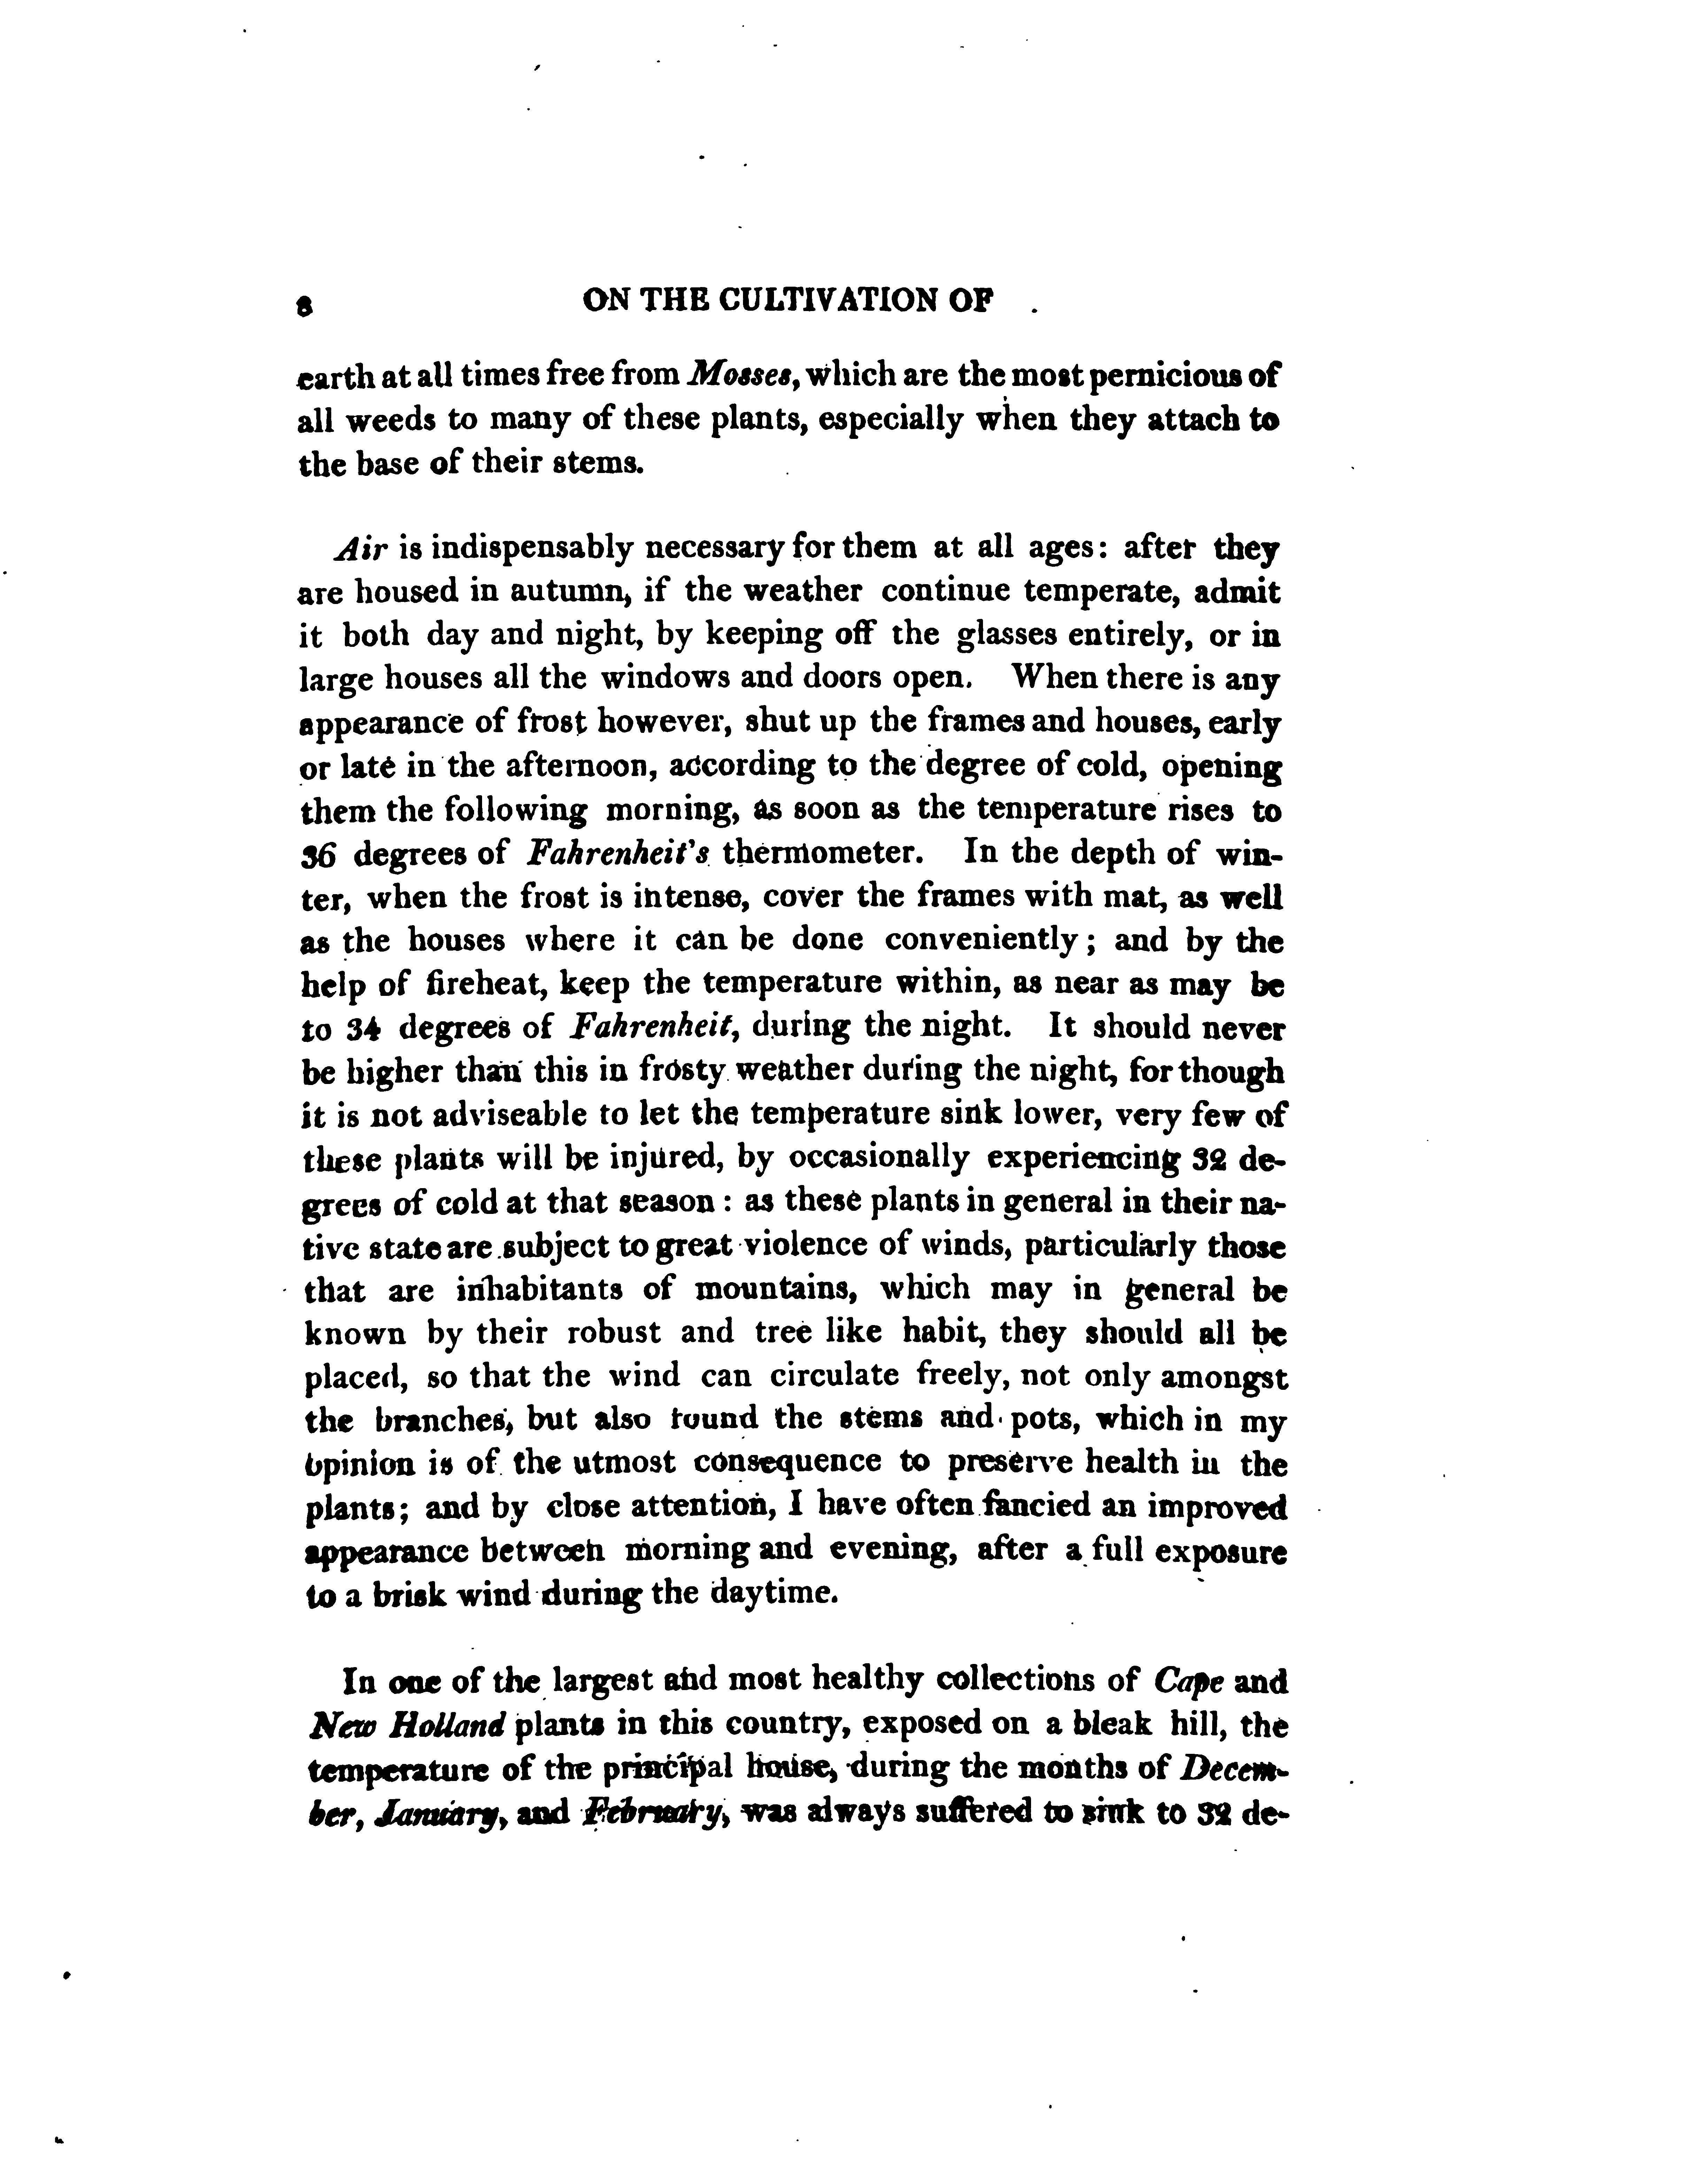 8 ON THE CULTIVATION OF
earth at all times free from Mosses, which are the most pernicious of
all weeds to many of these plants, especially when they attach to
the base of their stems.
Air is indispensably necessary for them at all ages: after they
are housed in autumn, if the weather continue temperate, admit
it both day and night, by keeping off the glasses entirely, or in
large houses all the windows and doors open. When there is any
appearance of frost however, shut up the frames and houses, early
or late in the afternoon, according to the degree of cold, opening
them the following morning, as soon as the temperature rises to
36 degrees of Fahrenheit's thermometer. In the depth of win-
ter, when the frost is intense, cover the frames with mat, as well
as the houses where it can be done conveniently; and by the
help of fireheat, keep the temperature within, as near as may be
to 34 degrees of Fahrenheit, during the night. It should never
be higher than this in frosty weather during the night, for though
it is not adviseable to let the temperature sink lower, very few of
these plants will be injured, by occasionally experiencing 32 de-
grees of cold at that season: as these plants in general in their na-
tive state are subject to great violence of winds, particularly those
that are inhabitants of mountains, which may in general be
known by their robust and tree like habit, they should all be
placed, so that the wind can circulate freely, not only amongst
the branches, but also round the stems and pots, which in my
opinion is of the utmost consequence to preserve health in the
plants; and by close attention, I have often fancied an improved
appearance between morning and evening, after a full exposure
to a brisk wind during the daytime.
In one of the largest and most healthy collections of Cape and
New Holland plants in this country, exposed on a bleak hill, the
temperature of the principal house, during the months of Decem-
ber, January, and February, was always suffered to sink to 32 de-